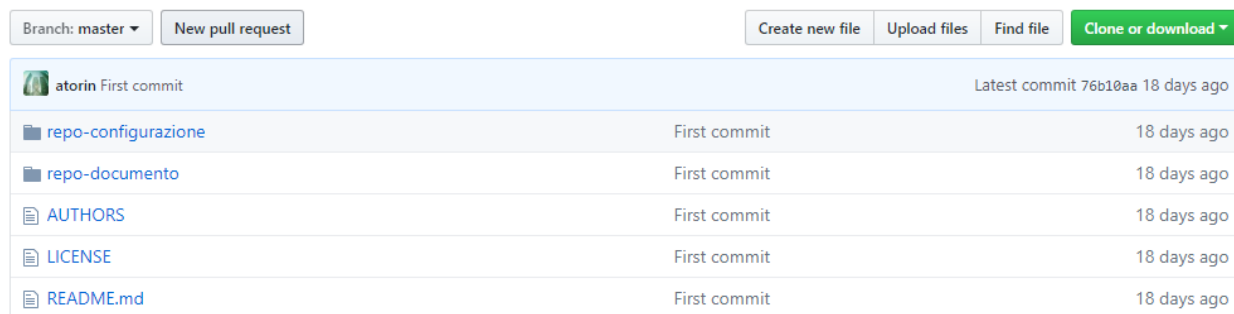 Branch: master New pull request Create new file Upload files Find file Clone or download
atorin First commit Latest commit 76b10aa 18 days ago
repo-configurazione First commit 18 days ago
repo-documento First commit 18 days ago
AUTHORS First commit 18 days ago
LICENSE First commit 18 days ago
README.md First commit 18 days ago